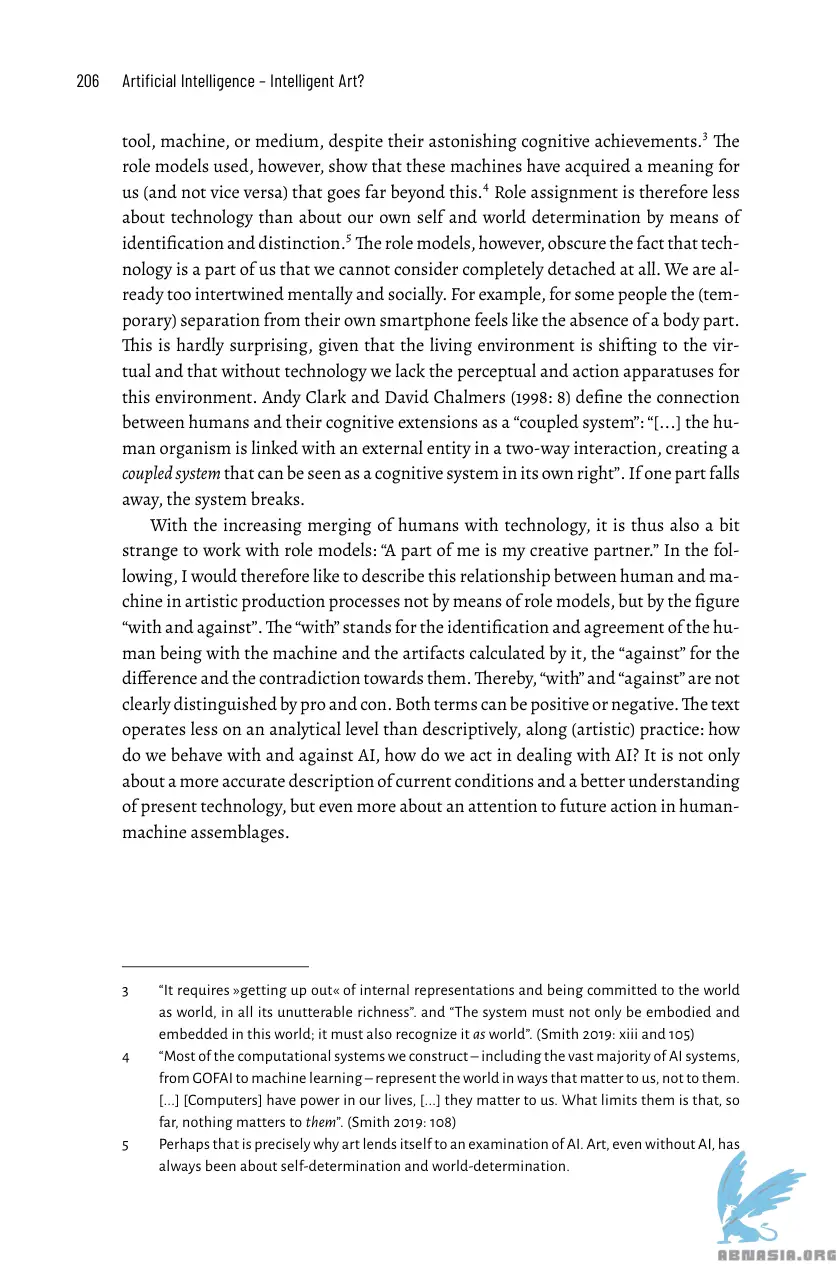 206 Artificial Intelligence – Intelligent Art?
tool, machine, or medium, despite their astonishing cognitive achievements.³ The
role models used, however, show that these machines have acquired a meaning for
us (and not vice versa) that goes far beyond this.⁴ Role assignment is therefore less
about technology than about our own self and world determination by means of
identification and distinction.⁵ The role models, however, obscure the fact that tech-
nology is a part of us that we cannot consider completely detached at all. We are al-
ready too intertwined mentally and socially. For example, for some people the (tem-
porary) separation from their own smartphone feels like the absence of a body part.
This is hardly surprising, given that the living environment is shifting to the vir-
tual and that without technology we lack the perceptual and action apparatuses for
this environment. Andy Clark and David Chalmers (1998: 8) define the connection
between humans and their cognitive extensions as a “coupled system”: “[…] the hu-
man organism is linked with an external entity in a two-way interaction, creating a
coupled system that can be seen as a cognitive system in its own right”. If one part falls
away, the system breaks.
With the increasing merging of humans with technology, it is thus also a bit
strange to work with role models: “A part of me is my creative partner.” In the fol-
lowing, I would therefore like to describe this relationship between human and ma-
chine in artistic production processes not by means of role models, but by the figure
“with and against”. The “with” stands for the identification and agreement of the hu-
man being with the machine and the artifacts calculated by it, the “against” for the
difference and the contradiction towards them. Thereby, “with” and “against” are not
clearly distinguished by pro and con. Both terms can be positive or negative. The text
operates less on an analytical level than descriptively, along (artistic) practice: how
do we behave with and against AI, how do we act in dealing with AI? It is not only
about a more accurate description of current conditions and a better understanding
of present technology, but even more about an attention to future action in human-
machine assemblages.
3 “It requires »getting up out« of internal representations and being committed to the world
as world, in all its unutterable richness”. and “The system must not only be embodied and
embedded in this world; it must also recognize it as world”. (Smith 2019: xiii and 105)
4 “Most of the computational systems we construct – including the vast majority of AI systems,
from GOFAI to machine learning – represent the world in ways that matter to us, not to them.
[…] [Computers] have power in our lives, […] they matter to us. What limits them is that, so
far, nothing matters to them”. (Smith 2019: 108)
5 Perhaps that is precisely why art lends itself to an examination of AI. Art, even without AI, has
always been about self-determination and world-determination.
ABNASIA.ORG